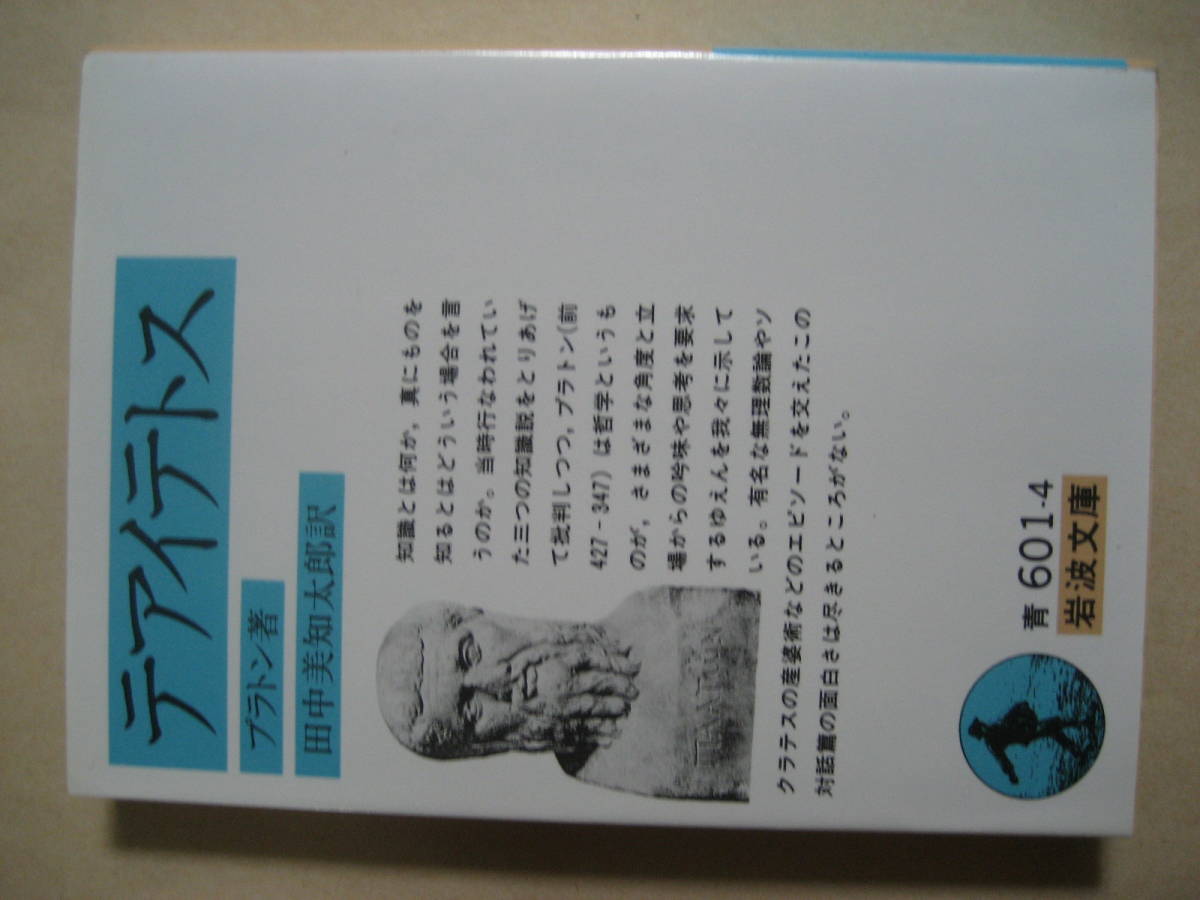 テアイテトス
プラトン著
田中美知太郎訳
知識とは何か，真にものを
知るとはどういう場合を言
うのか。当時行なわれてい
た三つの知識説をとりあげ
て批判しつつ，プラトン(前
427－347) は哲学というも
のが，さまざまな角度と立
場からの吟味や思考を要求
するゆえんを我々に示して
いる。有名な無理数論やソ
クラテスの産婆術などのエピソードを交えたこの
対話篇の面白さは尽きるところがない。
青 601-4
岩波文庫